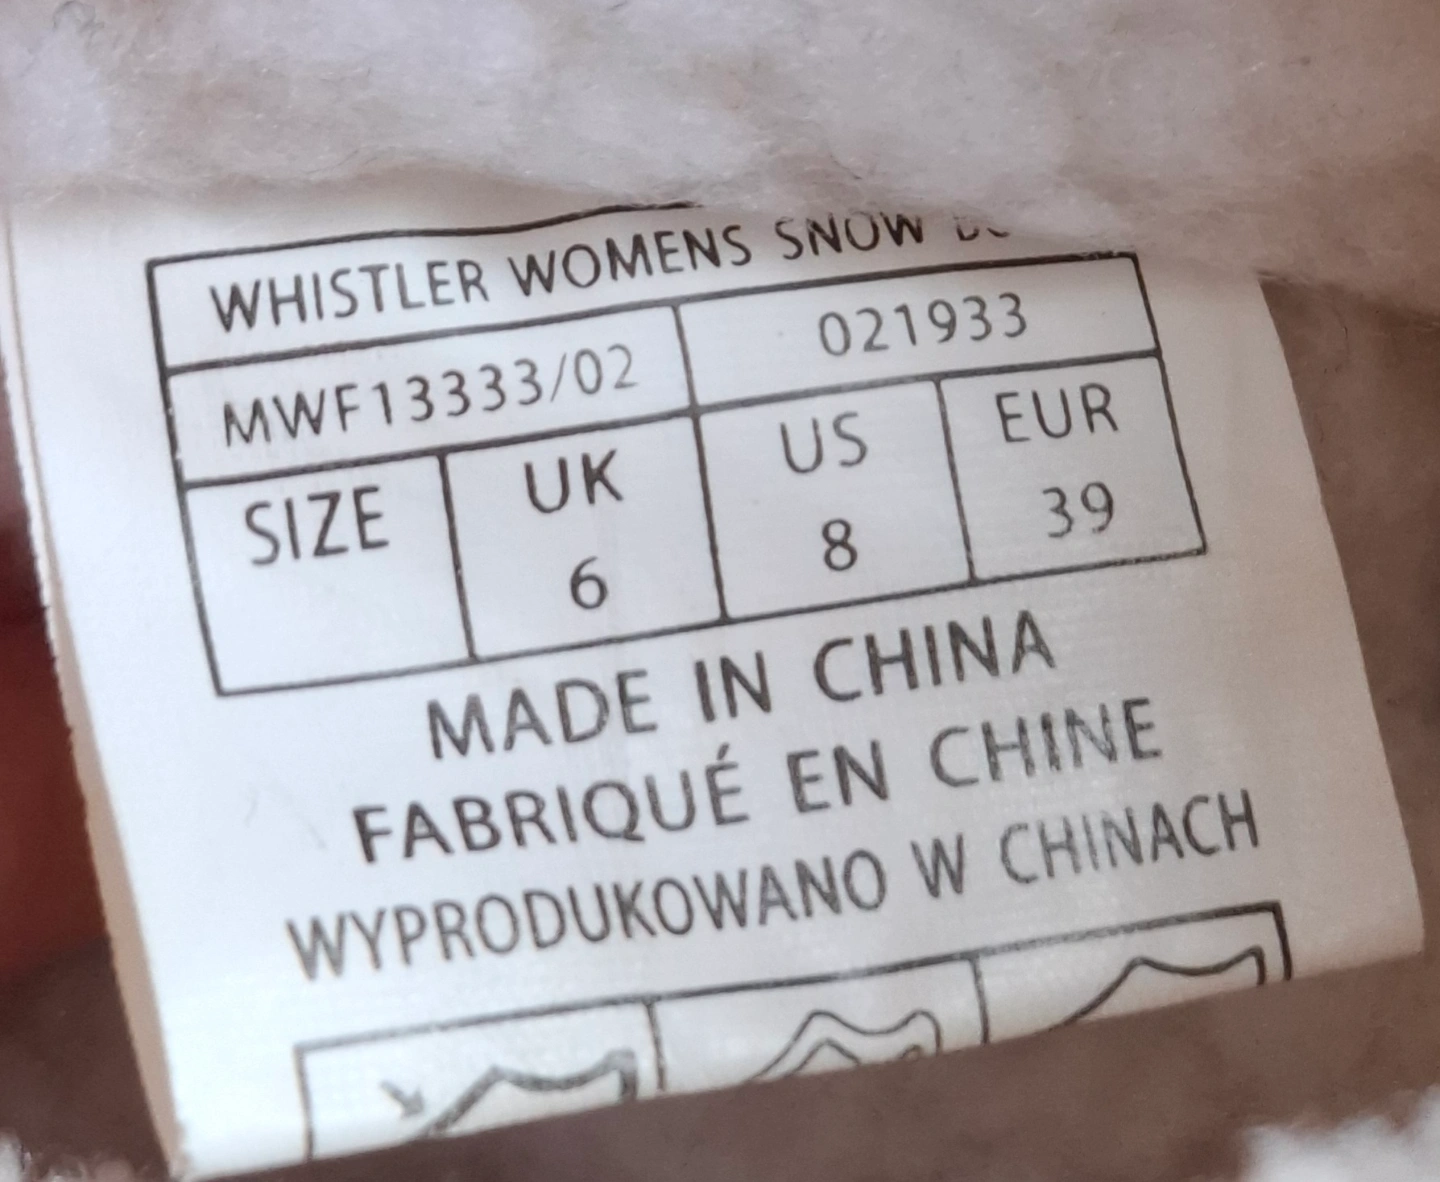 WHISTLER WOMENS SNOW
MWF13333/02 021933
SIZE UK US EUR
6 8 39
MADE IN CHINA
FABRIQUÉ EN CHINE
WYPRODUKOWANO W CHINACH